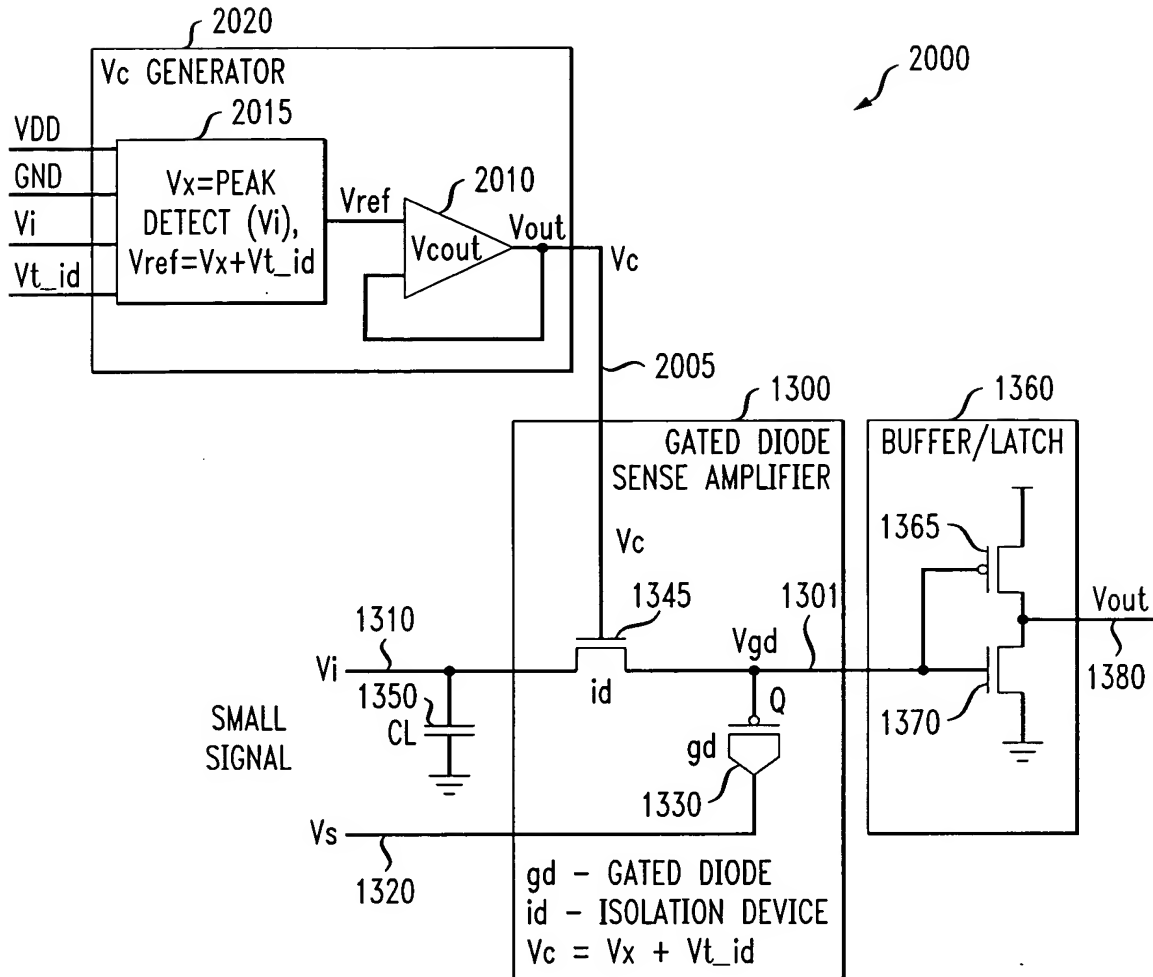 2020
Vc GENERATOR
2000
2015
VDD
GND
Vi
Vt_id
Vx=PEAK
DETECT (Vi),
Vref=Vx+Vt_id
Vref
2010
Vcout
Vout
Vc
2005
1300
GATED DIODE
SENSE AMPLIFIER
1360
BUFFER/LATCH
Vc
1365
1310
1345
1301
Vi
id
Vgd
Vout
1380
1350
CL
Q
1370
SMALL
SIGNAL
gd
1330
Vs
1320
gd – GATED DIODE
id – ISOLATION DEVICE
Vc = Vx + Vt_id